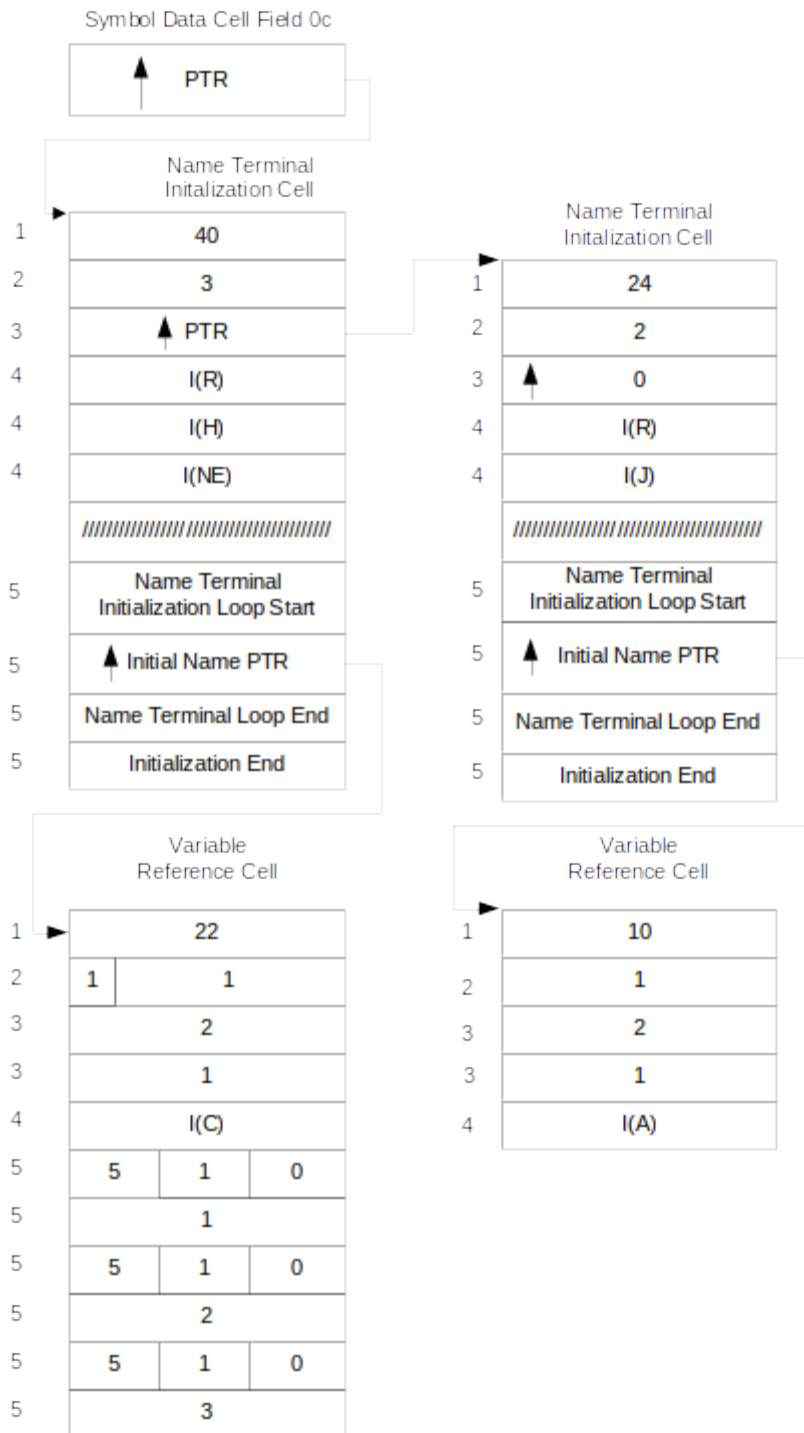 Symbol Data Cell Field 0c
PTR
Name Terminal
Initalization Cell
1 40
2 3
3 PTR
4 I(R)
4 I(H)
4 I(NE)
////////////////////////////////////////
5 Name Terminal
Initialization Loop Start
5 Initial Name PTR
5 Name Terminal Loop End
5 Initialization End
Name Terminal
Initalization Cell
1 24
2 2
3 0
4 I(R)
4 I(J)
////////////////////////////////////////
5 Name Terminal
Initialization Loop Start
5 Initial Name PTR
5 Name Terminal Loop End
5 Initialization End
Variable
Reference Cell
1 22
2 1 1
3 2
3 1
4 I(C)
5 5 1 0
5 1
5 5 1 0
5 2
5 5 1 0
5 3
Variable
Reference Cell
1 10
2 1
3 2
3 1
4 I(A)